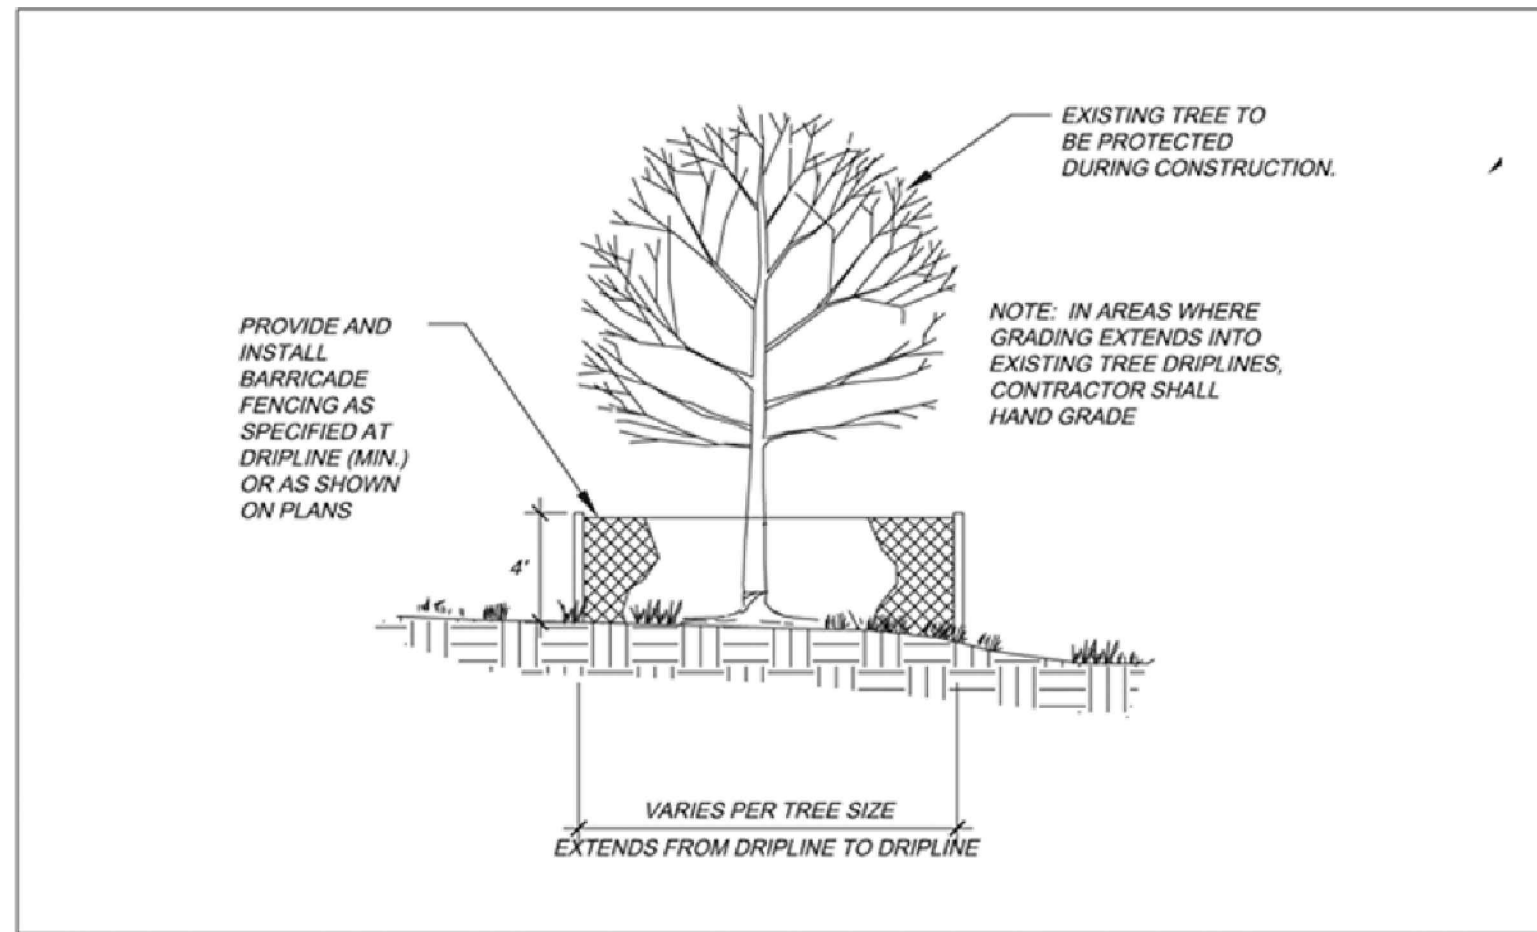 EXISTING TREE TO
BE PROTECTED
DURING CONSTRUCTION.
NOTE: IN AREAS WHERE
GRADING EXTENDS INTO
EXISTING TREE DRIPLINES,
CONTRACTOR SHALL
HAND GRADE
PROVIDE AND
INSTALL
BARRICADE
FENCING AS
SPECIFIED AT
DRIPLINE (MIN.)
OR AS SHOWN
ON PLANS
4'
VARIES PER TREE SIZE
EXTENDS FROM DRIPLINE TO DRIPLINE